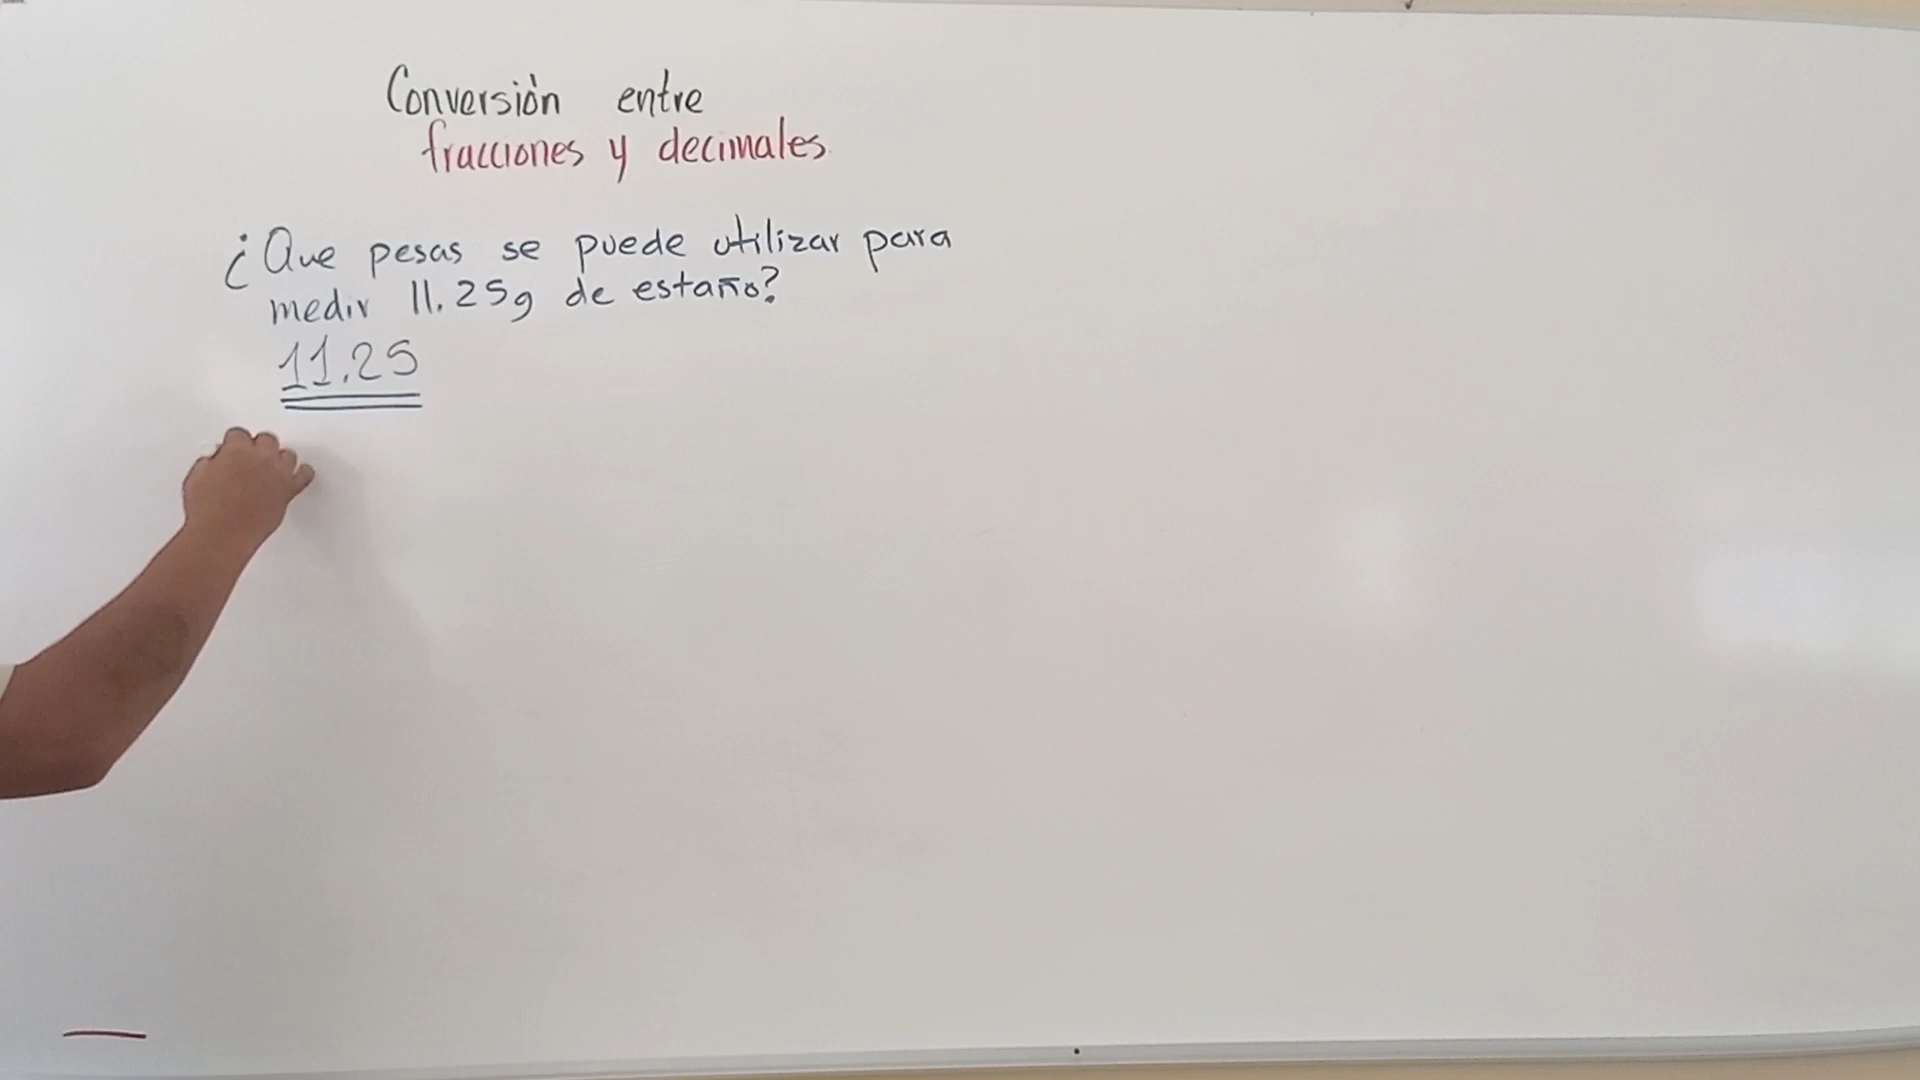 Conversión entre
fracciones y decimales
¿Que pesas se puede utilizar para
medir 11.25g de estaño?
11.25